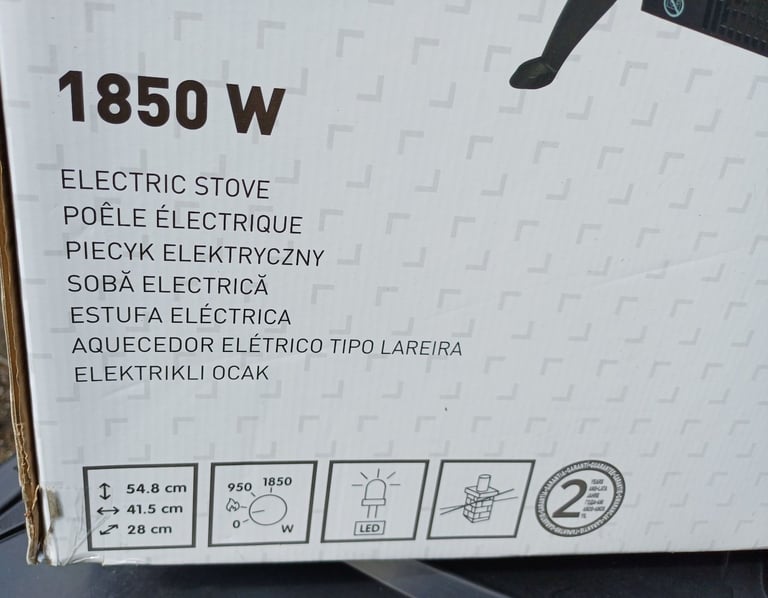 1850 W
ELECTRIC STOVE
POÊLE ÉLECTRIQUE
PIECYK ELEKTRYCZNY
SOBĂ ELECTRICĂ
ESTUFA ELÉCTRICA
AQUECEDOR ELÉTRICO TIPO LAREIRA
ELEKTRIKLI OCAK
54.8 cm
41.5 cm
28 cm
950 1850
0 W
LED
2
YEARS